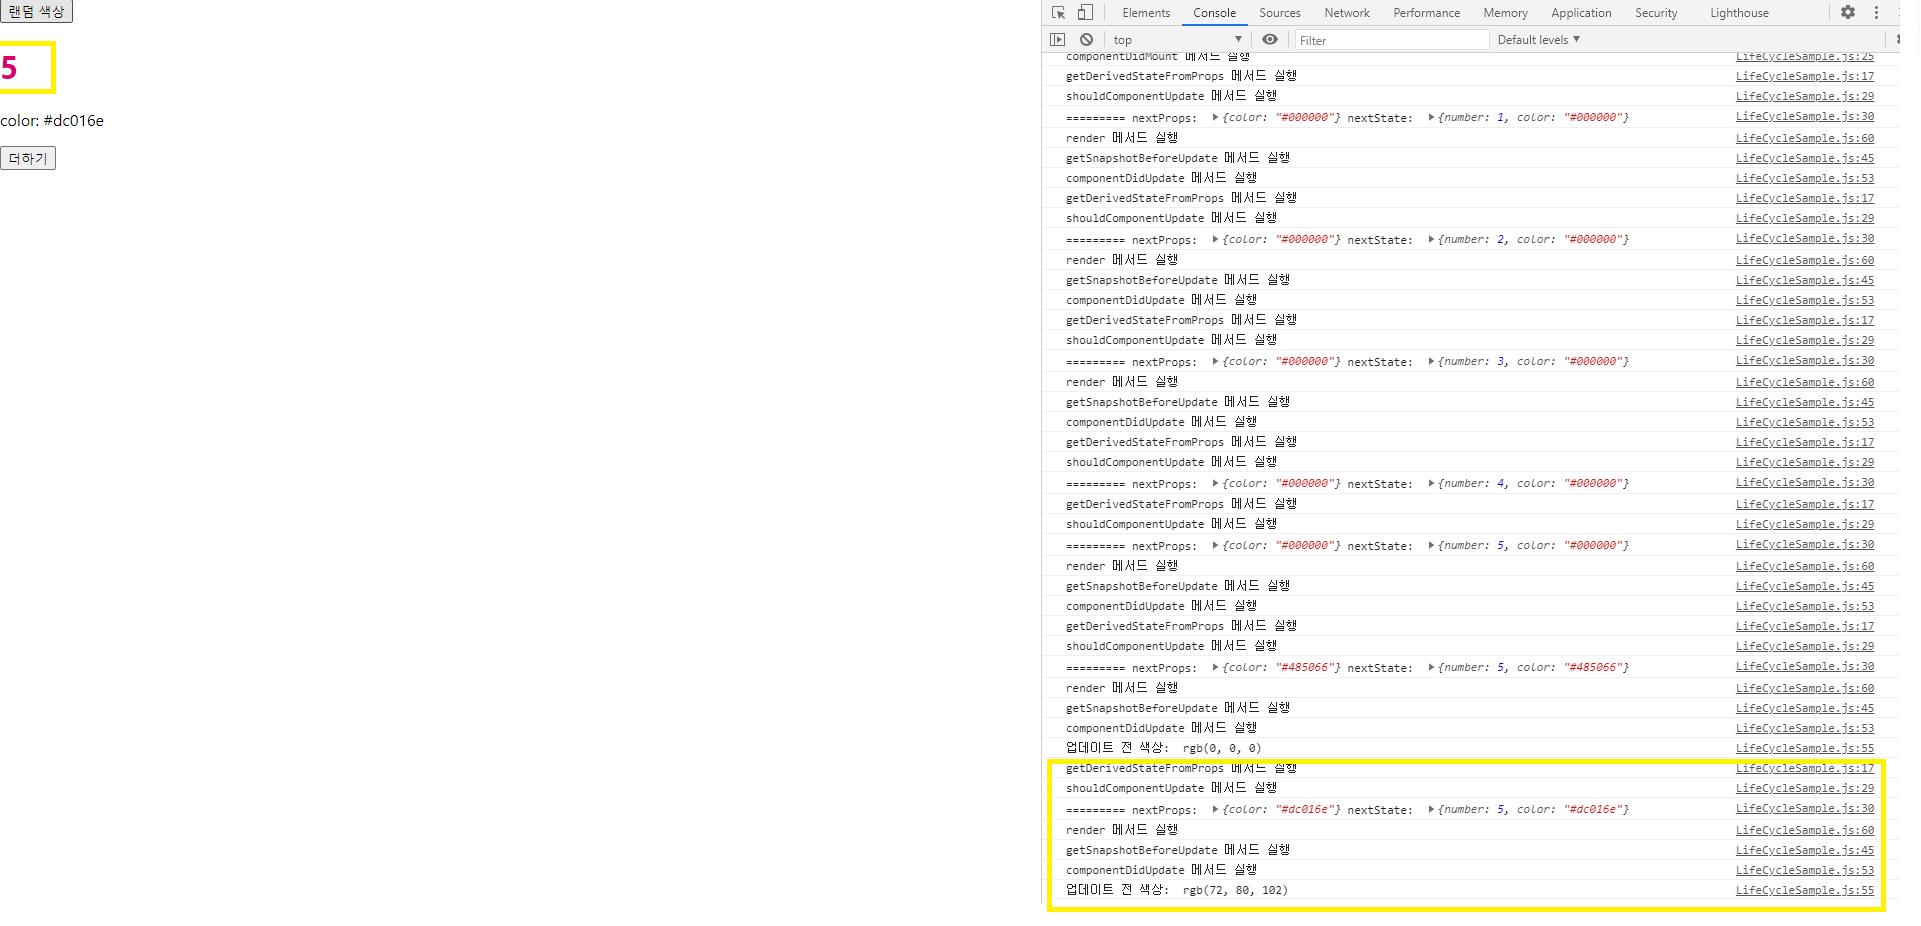 랜덤 색상
5
color: #dc016e
더하기
Elements Console Sources Network Performance Memory Application Security Lighthouse
top Filter Default levels
componentDidMount 메서드 실행 LifeCycleSample.js:25
getDerivedStateFromProps 메서드 실행 LifeCycleSample.js:17
shouldComponentUpdate 메서드 실행 LifeCycleSample.js:29
========= nextProps: {color: "#000000"} nextState: {number: 1, color: "#000000"} LifeCycleSample.js:30
render 메서드 실행 LifeCycleSample.js:60
getSnapshotBeforeUpdate 메서드 실행 LifeCycleSample.js:45
componentDidUpdate 메서드 실행 LifeCycleSample.js:53
getDerivedStateFromProps 메서드 실행 LifeCycleSample.js:17
shouldComponentUpdate 메서드 실행 LifeCycleSample.js:29
========= nextProps: {color: "#000000"} nextState: {number: 2, color: "#000000"} LifeCycleSample.js:30
render 메서드 실행 LifeCycleSample.js:60
getSnapshotBeforeUpdate 메서드 실행 LifeCycleSample.js:45
componentDidUpdate 메서드 실행 LifeCycleSample.js:53
getDerivedStateFromProps 메서드 실행 LifeCycleSample.js:17
shouldComponentUpdate 메서드 실행 LifeCycleSample.js:29
========= nextProps: {color: "#000000"} nextState: {number: 3, color: "#000000"} LifeCycleSample.js:30
render 메서드 실행 LifeCycleSample.js:60
getSnapshotBeforeUpdate 메서드 실행 LifeCycleSample.js:45
componentDidUpdate 메서드 실행 LifeCycleSample.js:53
getDerivedStateFromProps 메서드 실행 LifeCycleSample.js:17
shouldComponentUpdate 메서드 실행 LifeCycleSample.js:29
========= nextProps: {color: "#000000"} nextState: {number: 4, color: "#000000"} LifeCycleSample.js:30
getDerivedStateFromProps 메서드 실행 LifeCycleSample.js:17
shouldComponentUpdate 메서드 실행 LifeCycleSample.js:29
========= nextProps: {color: "#000000"} nextState: {number: 5, color: "#000000"} LifeCycleSample.js:30
render 메서드 실행 LifeCycleSample.js:60
getSnapshotBeforeUpdate 메서드 실행 LifeCycleSample.js:45
componentDidUpdate 메서드 실행 LifeCycleSample.js:53
getDerivedStateFromProps 메서드 실행 LifeCycleSample.js:17
shouldComponentUpdate 메서드 실행 LifeCycleSample.js:29
========= nextProps: {color: "#485066"} nextState: {number: 5, color: "#485066"} LifeCycleSample.js:30
render 메서드 실행 LifeCycleSample.js:60
getSnapshotBeforeUpdate 메서드 실행 LifeCycleSample.js:45
componentDidUpdate 메서드 실행 LifeCycleSample.js:53
업데이트 전 색상: rgb(0, 0, 0) LifeCycleSample.js:55
getDerivedStateFromProps 메서드 실행 LifeCycleSample.js:17
shouldComponentUpdate 메서드 실행 LifeCycleSample.js:29
========= nextProps: {color: "#dc016e"} nextState: {number: 5, color: "#dc016e"} LifeCycleSample.js:30
render 메서드 실행 LifeCycleSample.js:60
getSnapshotBeforeUpdate 메서드 실행 LifeCycleSample.js:45
componentDidUpdate 메서드 실행 LifeCycleSample.js:53
업데이트 전 색상: rgb(72, 80, 102) LifeCycleSample.js:55